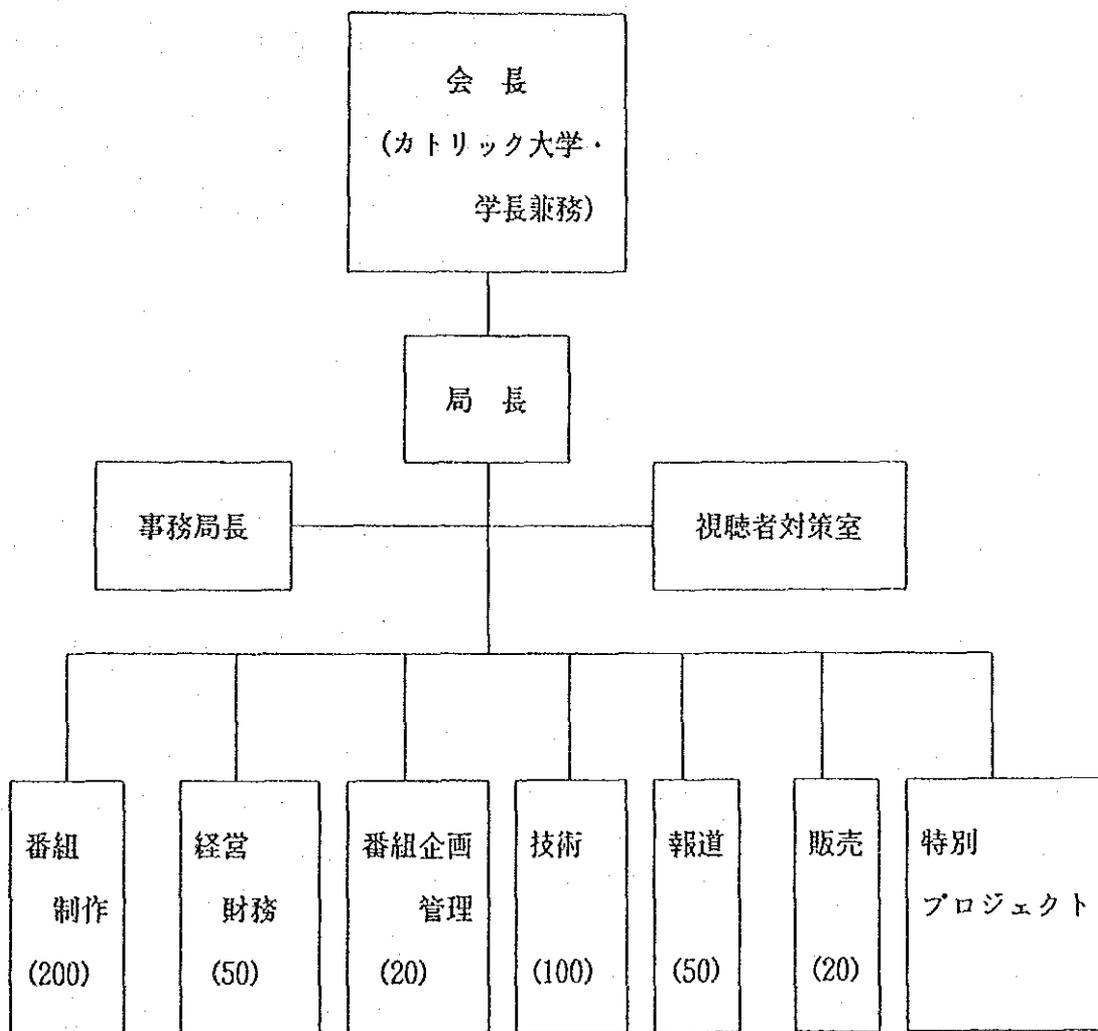 会 長
(カトリック大学・
学長兼務)
局 長
事務局長
視聴者対策室
番組
制作
(200)
経営
財務
(50)
番組企画
管理
(20)
技術
(100)
報道
(50)
販売
(20)
特別
プロジェクト